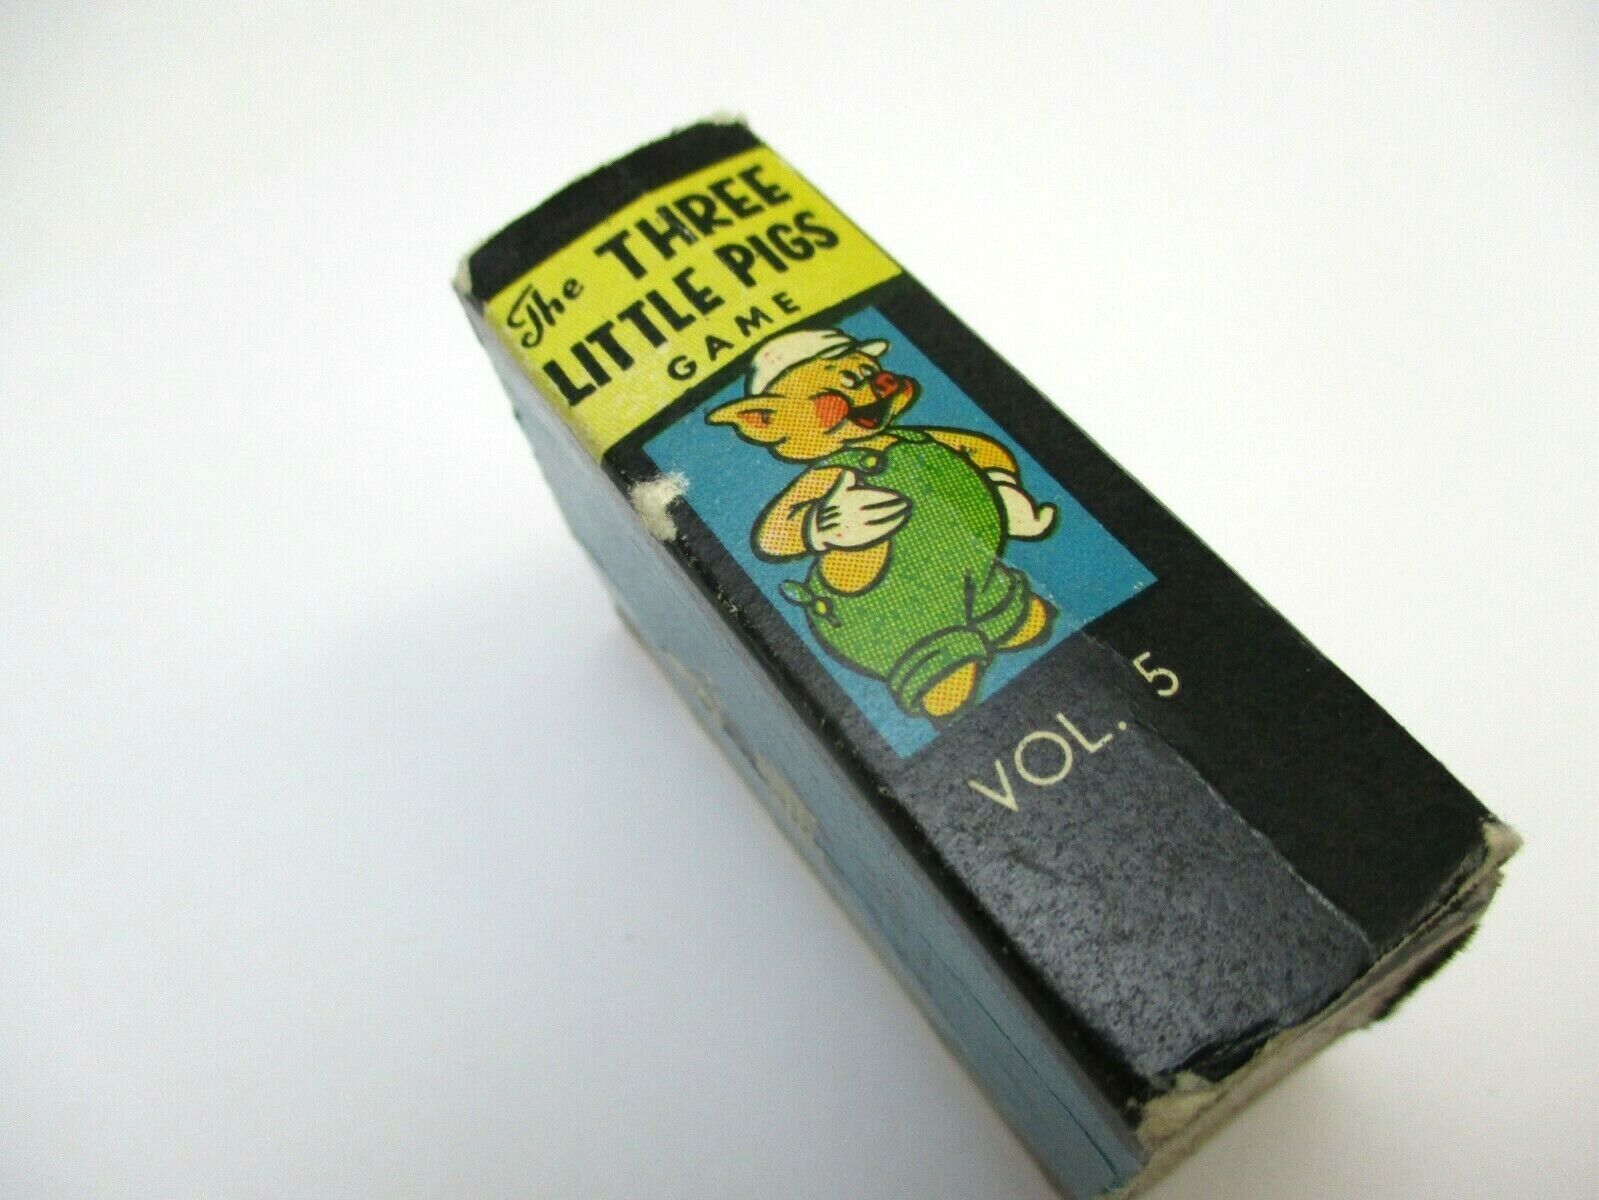 The THREE
LITTLE PIGS
GAME
VOL. 5